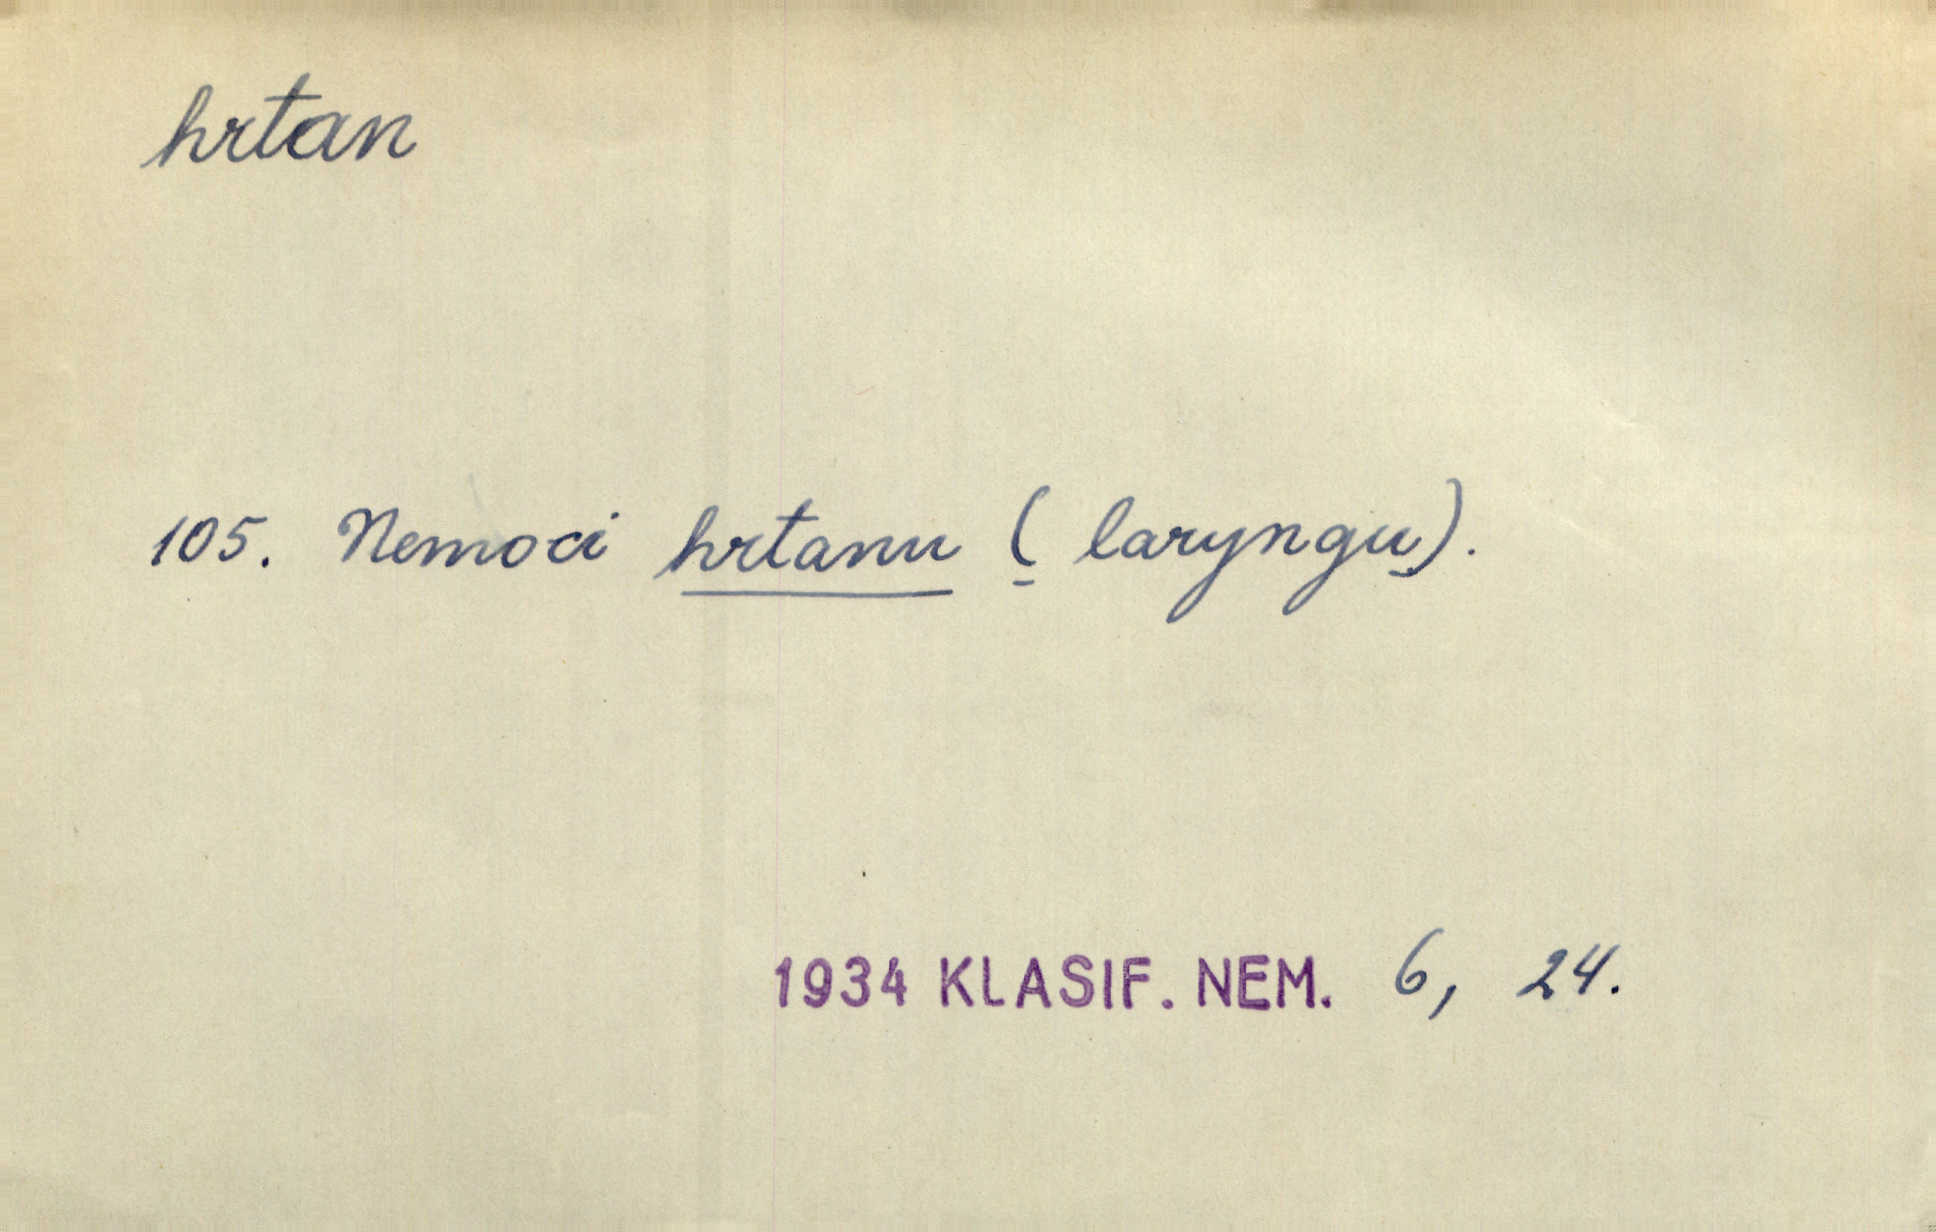 hrtan
105. Nemoci hrtanu ( laryngu).
1934 KLASIF. NEM. 6, 24.